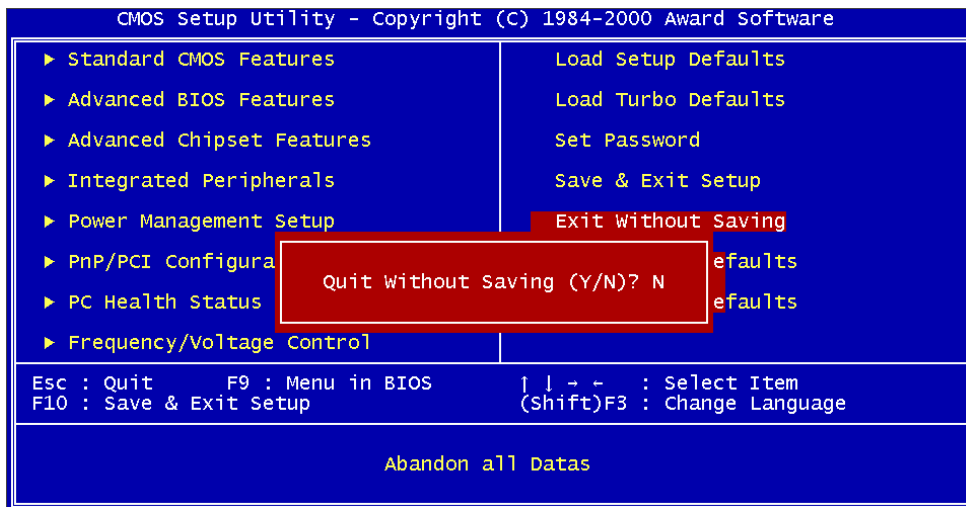 CMOS Setup Utility - Copyright (C) 1984-2000 Award Software
▶ Standard CMOS Features
▶ Advanced BIOS Features
▶ Advanced Chipset Features
▶ Integrated Peripherals
▶ Power Management Setup
▶ PnP/PCI Configura
▶ PC Health Status
▶ Frequency/Voltage Control
Load Setup Defaults
Load Turbo Defaults
Set Password
Save & Exit Setup
Exit Without Saving
efaults
efaults
Quit Without Saving (Y/N)? N
Esc : Quit F9 : Menu in BIOS ↑ ↓ → ← : Select Item
F10 : Save & Exit Setup (Shift)F3 : Change Language
Abandon all Datas